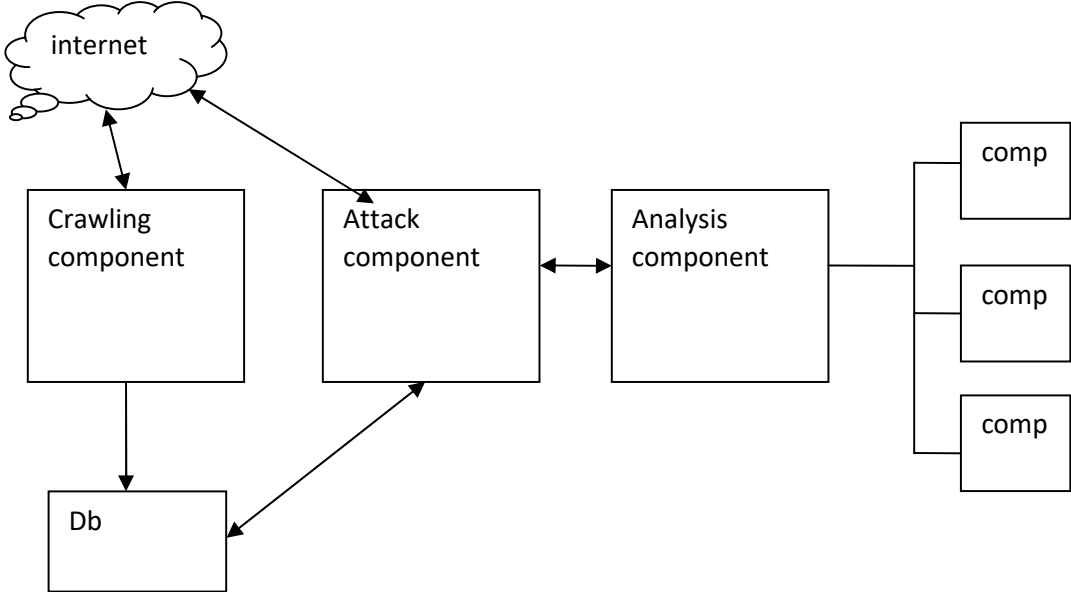 internet
Crawling
component
Attack
component
Analysis
component
comp
comp
comp
Db